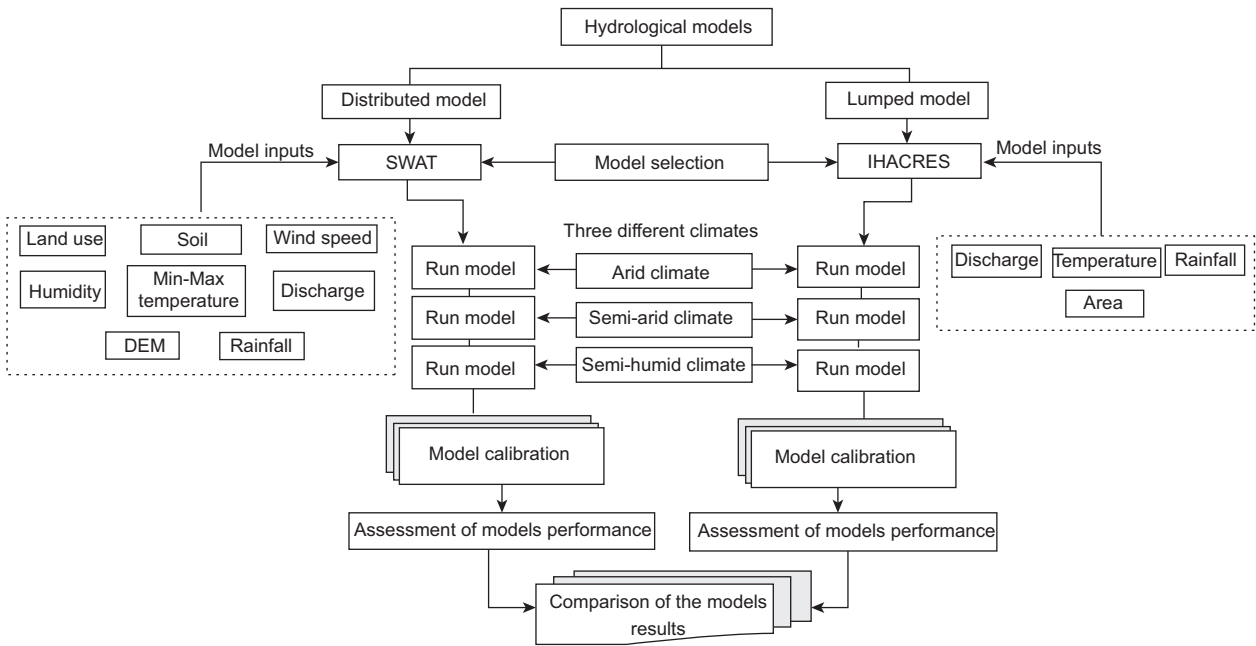 Hydrological models
Distributed model
Lumped model
Model inputs
SWAT
Model selection
IHACRES
Model inputs
Land use
Soil
Wind speed
Humidity
Min-Max
temperature
Discharge
DEM
Rainfall
Three different climates
Run model
Arid climate
Run model
Run model
Semi-arid climate
Run model
Run model
Semi-humid climate
Run model
Discharge
Temperature
Rainfall
Area
Model calibration
Model calibration
Assessment of models performance
Assessment of models performance
Comparison of the models
results